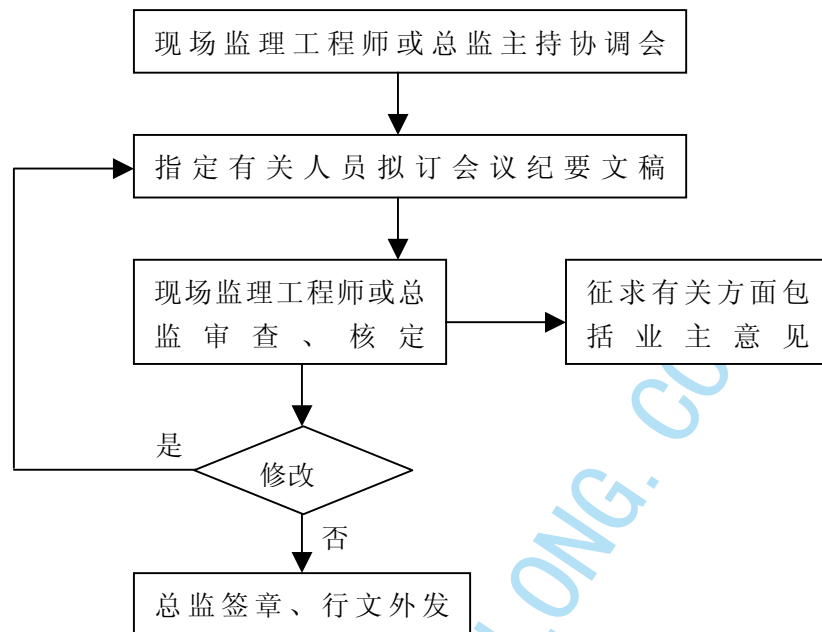 现场监理工程师或总监主持协调会
指定有关人员拟订会议纪要文稿
现场监理工程师或总
监审查、核定
征求有关方面包
括业主意见
是
修改
否
总监签章、行文外发
LONG. CO